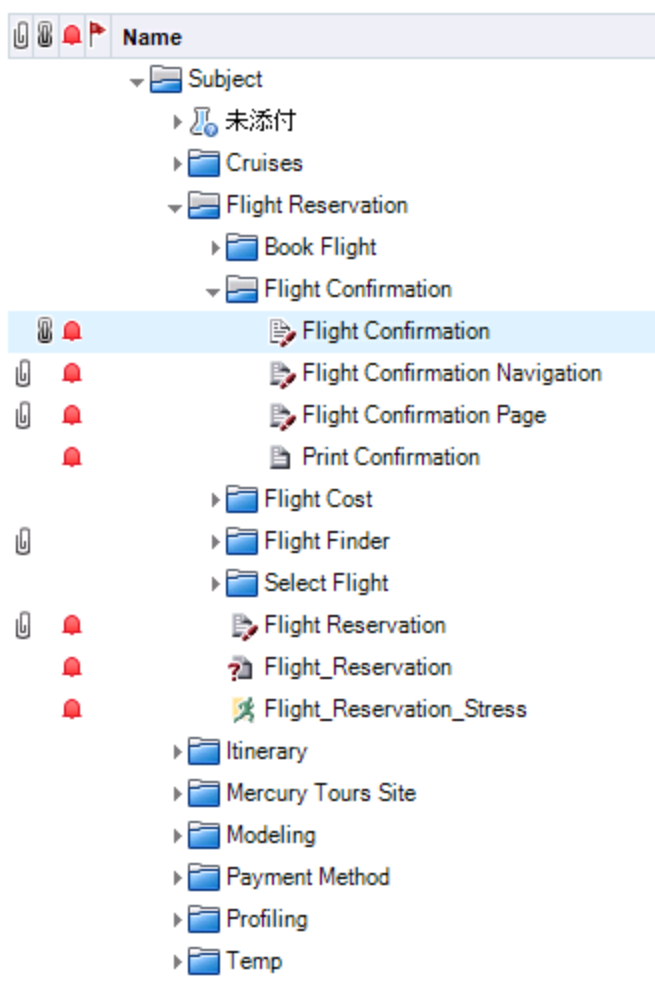 Name
Subject
未添付
Cruises
Flight Reservation
Book Flight
Flight Confirmation
Flight Confirmation
Flight Confirmation Navigation
Flight Confirmation Page
Print Confirmation
Flight Cost
Flight Finder
Select Flight
Flight Reservation
Flight_Reservation
Flight_Reservation_Stress
Itinerary
Mercury Tours Site
Modeling
Payment Method
Profiling
Temp